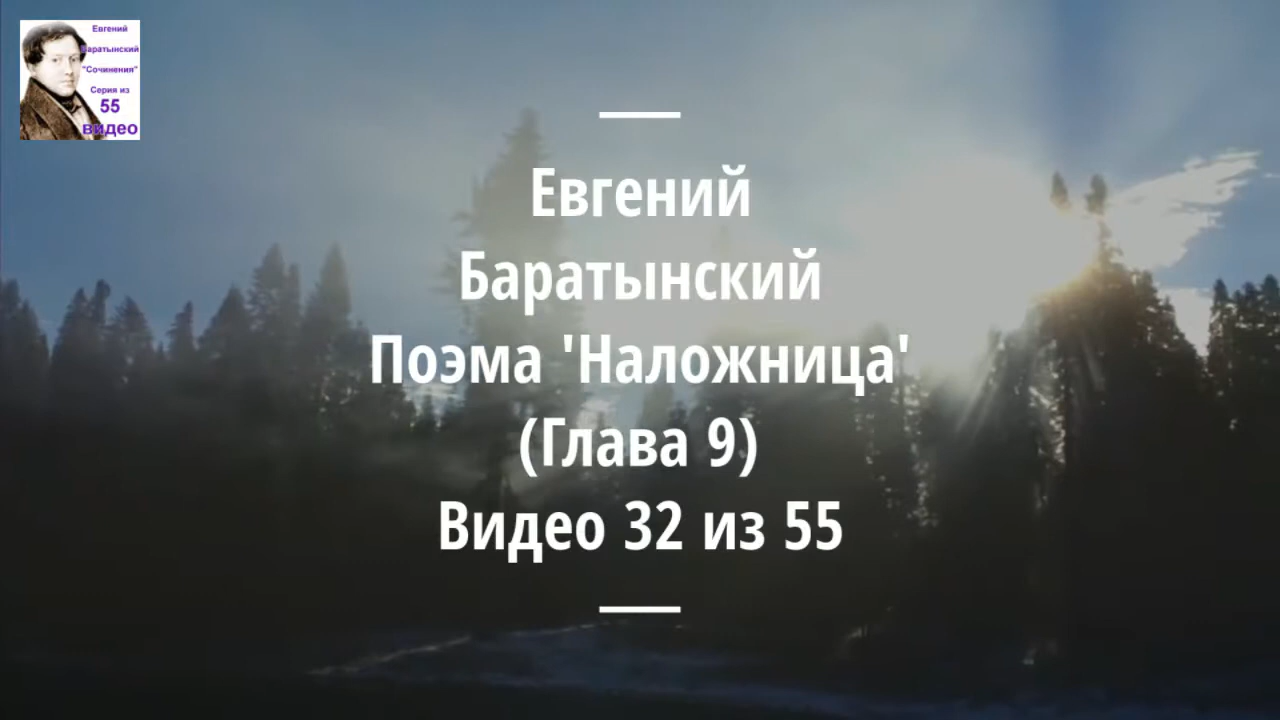 Евгений
Баратынский
"Сочинения"
Серия из
55
видео
Евгений
Баратынский
Поэма 'Наложница'
(Глава 9)
Видео 32 из 55